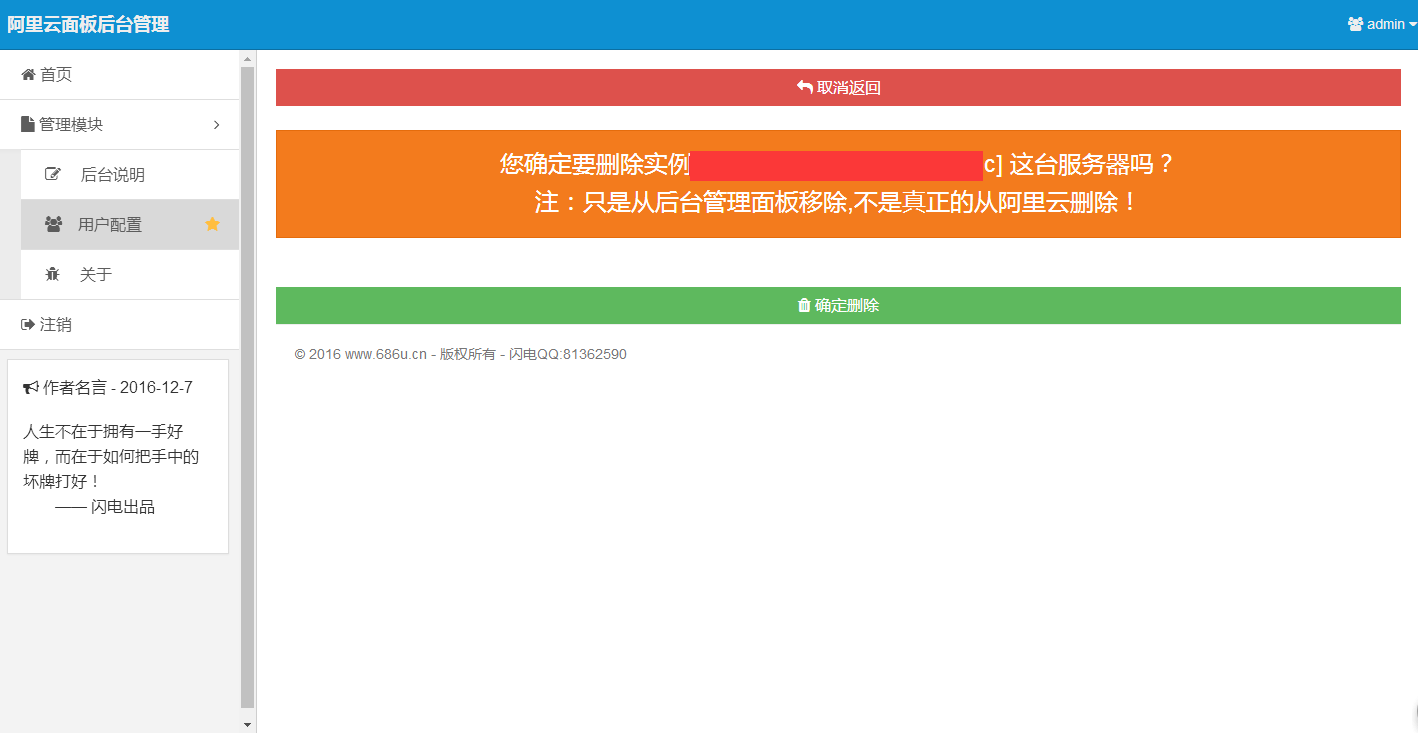 阿里云面板后台管理
admin
首页
管理模块
后台说明
用户配置
关于
注销
作者名言 - 2016-12-7
人生不在于拥有一手好
牌，而在于如何把手中的
坏牌打好！
—— 闪电出品
取消返回
您确定要删除实例 c] 这台服务器吗？
注：只是从后台管理面板移除,不是真正的从阿里云删除！
确定删除
© 2016 www.686u.cn - 版权所有 - 闪电QQ:81362590